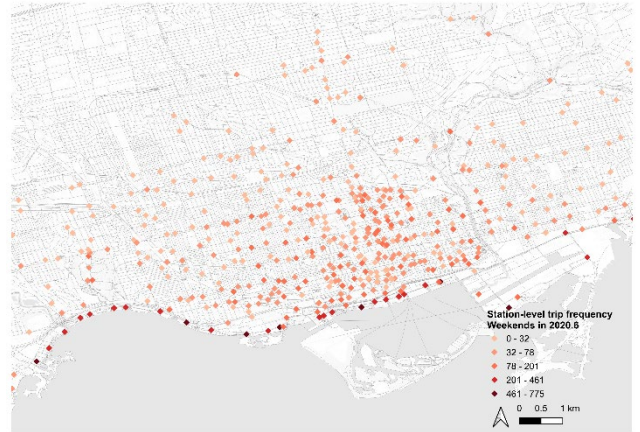 Station-level trip frequency
Weekends in 2020.6
0 - 32
32 - 78
78 - 201
201 - 461
461 - 775
0 0.5 1 km